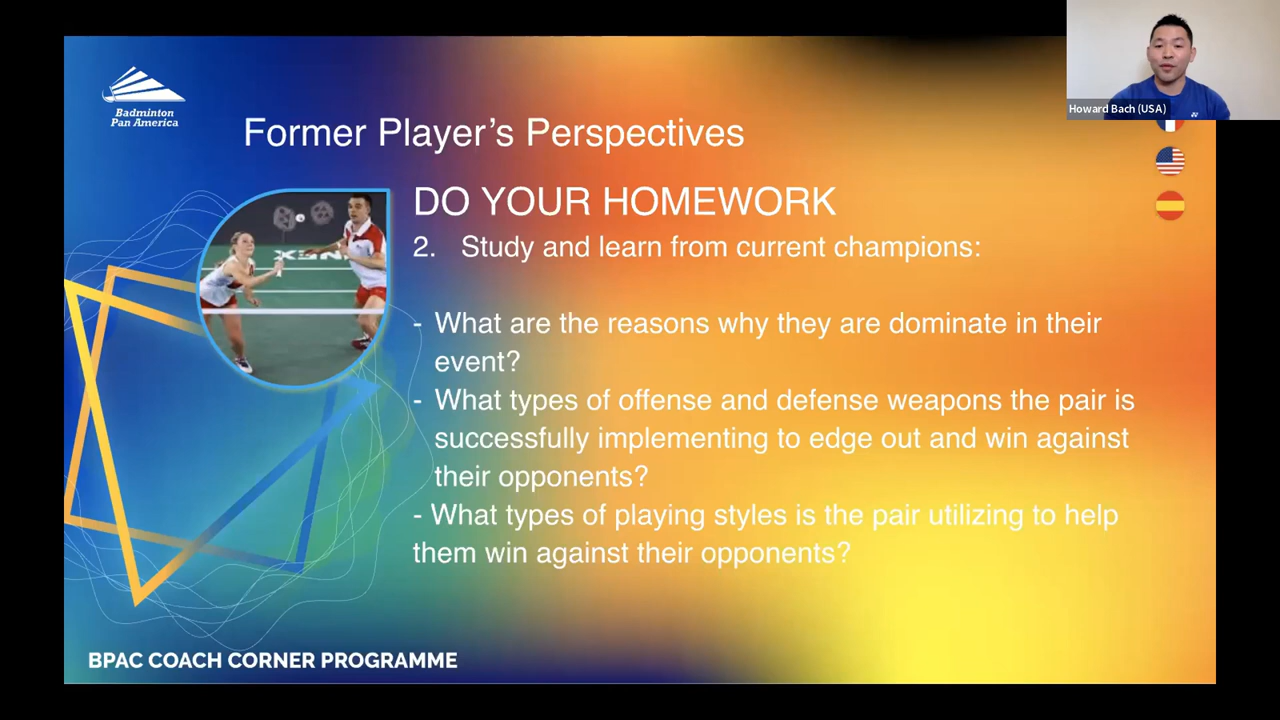 Howard Bach (USA)
Badminton
Pan America
Former Player's Perspectives
DO YOUR HOMEWORK
2. Study and learn from current champions:
- What are the reasons why they are dominate in their
event?
- What types of offense and defense weapons the pair is
successfully implementing to edge out and win against
their opponents?
- What types of playing styles is the pair utilizing to help
them win against their opponents?
BPAC COACH CORNER PROGRAMME